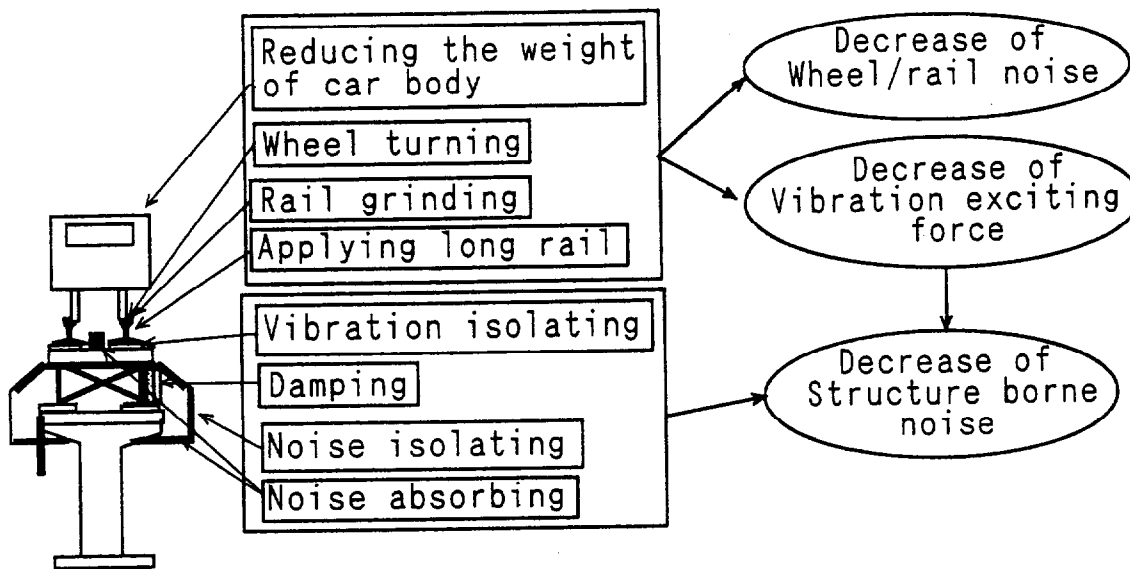 Reducing the weight
of car body
Wheel turning
Rail grinding
Applying long rail
Vibration isolating
Damping
Noise isolating
Noise absorbing
Decrease of
Wheel/rail noise
Decrease of
Vibration exciting
force
Decrease of
Structure borne
noise